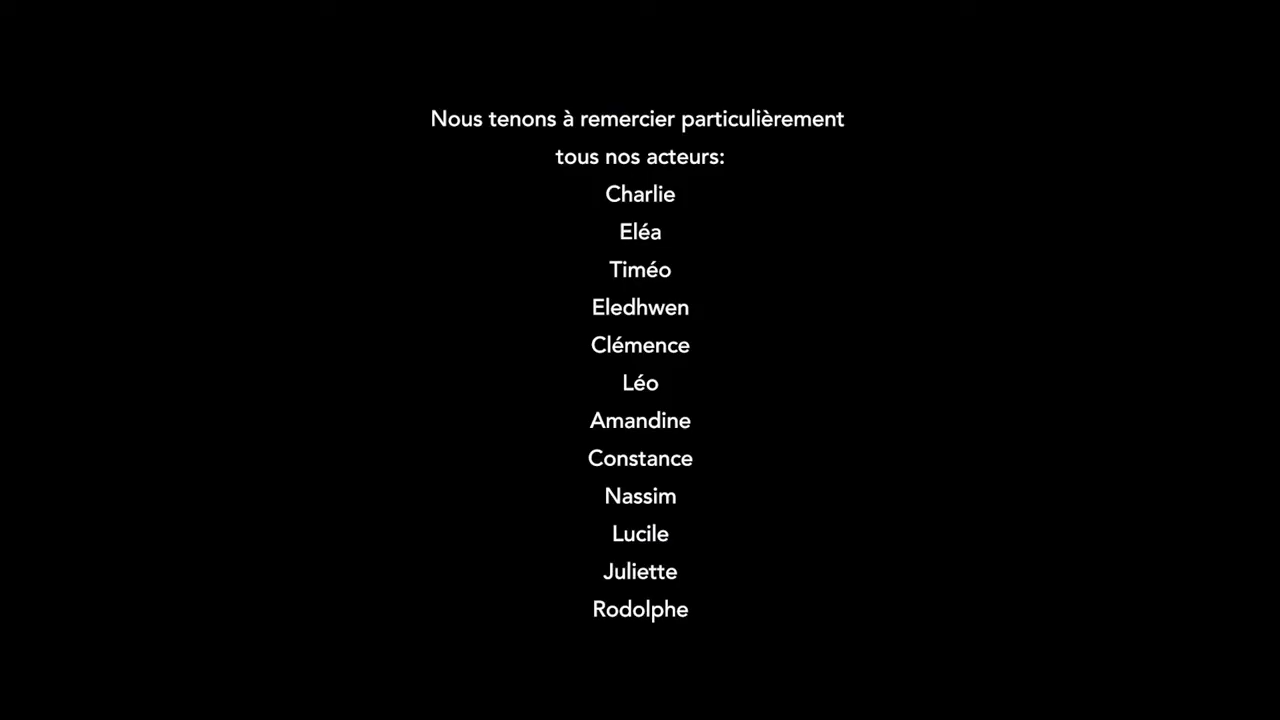 Nous tenons à remercier particulièrement
tous nos acteurs:
Charlie
Eléa
Timéo
Eledhwen
Clémence
Léo
Amandine
Constance
Nassim
Lucile
Juliette
Rodolphe